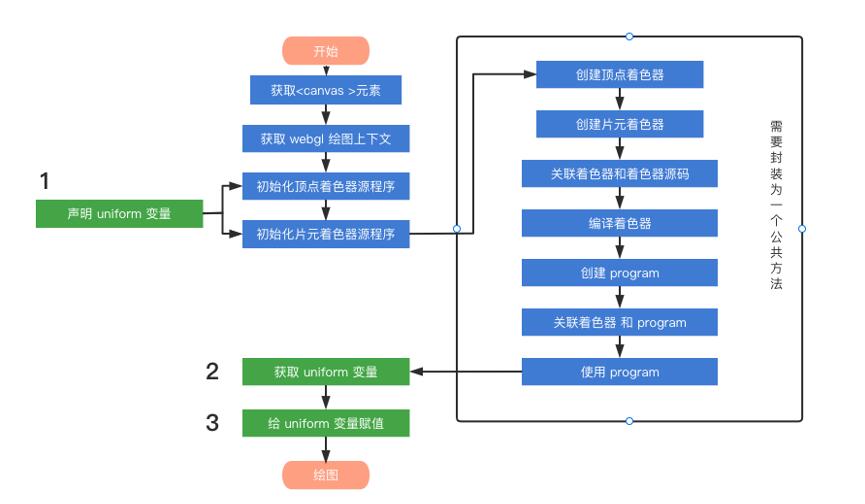 开始
获取<canvas >元素
获取 webgl 绘图上下文
1
声明 uniform 变量
初始化顶点着色器源程序
初始化片元着色器源程序
创建顶点着色器
创建片元着色器
关联着色器和着色器源码
编译着色器
创建 program
关联着色器 和 program
使用 program
需要封装为一个公共方法
2
获取 uniform 变量
3
给 uniform 变量赋值
绘图